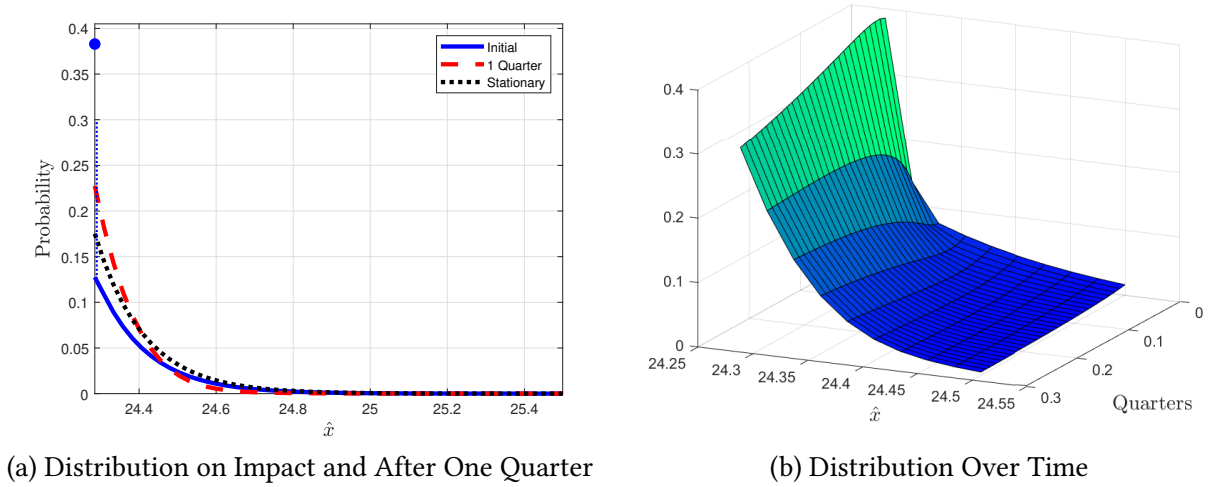 0.4
0.35
0.3
0.25
0.2
0.15
0.1
0.05
0
Probability
24.4 24.6 24.8 25 25.2 25.4
x̂
Initial
1 Quarter
Stationary
(a) Distribution on Impact and After One Quarter
0.4
0.3
0.2
0.1
0
24.25 24.3 24.35 24.4 24.45 24.5 24.55
x̂
0
0.1
0.2
0.3
Quarters
(b) Distribution Over Time